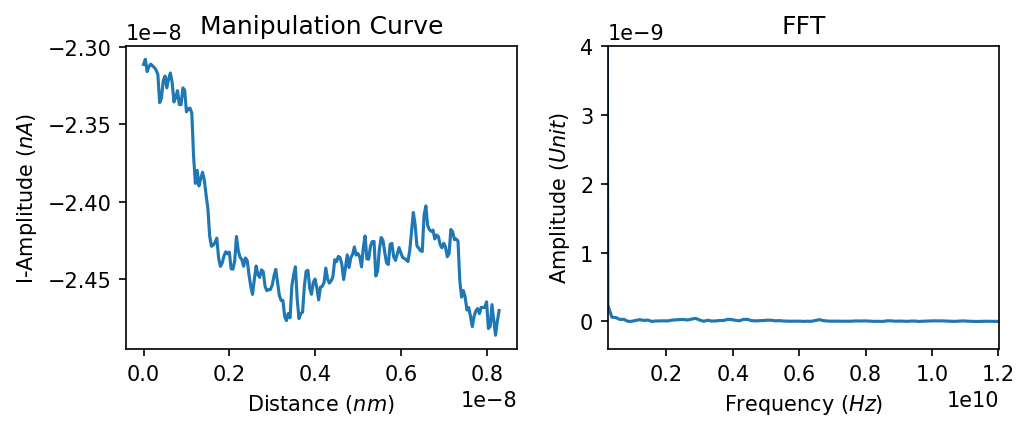 Manipulation Curve
1e−8
−2.30
−2.35
−2.40
−2.45
I-Amplitude (nA)
0.0 0.2 0.4 0.6 0.8
1e−8
Distance (nm)
FFT
1e−9
4
3
2
1
0
Amplitude (Unit)
0.2 0.4 0.6 0.8 1.0 1.2
1e10
Frequency (Hz)